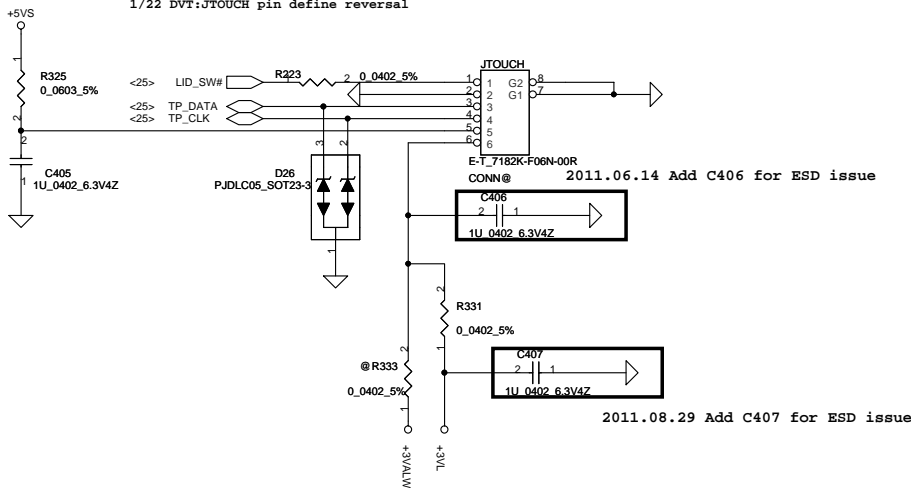 1/22 DVT:JTOUCH pin define reversal
+5VS
1
R325
0_0603_5%
2
2
C405
1U_0402_6.3V4Z
1
<25> LID_SW#
1 R223 2 0_0402_5%
<25> TP_DATA
<25> TP_CLK
JTOUCH
1 1 G2 8
2 2 G1 7
3 3
4 4
5 5
6 6
E-T_7182K-F06N-00R
CONN@
3 2
D26
PJDLC05_SOT23-3
1
2011.06.14 Add C406 for ESD issue
C406
2 1
1U_0402_6.3V4Z
2
R331
0_0402_5%
1
2
@R333
0_0402_5%
1
C407
2 1
1U_0402_6.3V4Z
2011.08.29 Add C407 for ESD issue
+3VALW
+3VL